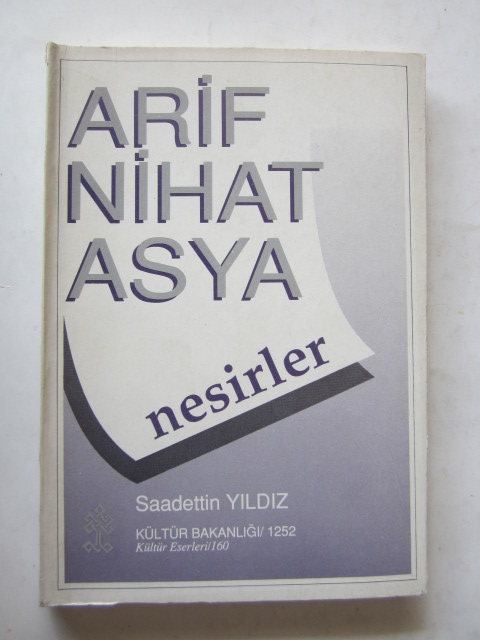 ARİF
NİHAT
ASYA
nesirler
Saadettin YILDIZ
KÜLTÜR BAKANLIĞI/ 1252
Kültür Eserleri/160